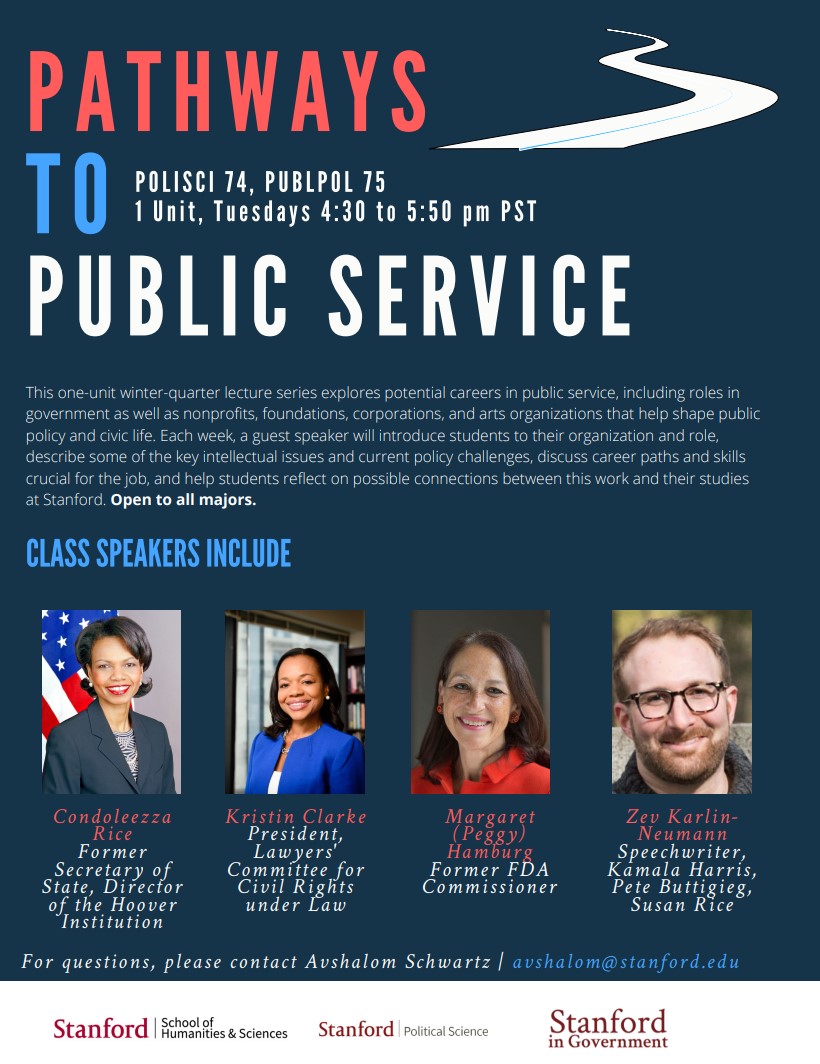 PATHWAYS
TO
POLISCI 74, PUBLPOL 75
1 Unit, Tuesdays 4:30 to 5:50 pm PST
PUBLIC SERVICE
This one-unit winter-quarter lecture series explores potential careers in public service, including roles in
government as well as nonprofits, foundations, corporations, and arts organizations that help shape public
policy and civic life. Each week, a guest speaker will introduce students to their organization and role,
describe some of the key intellectual issues and current policy challenges, discuss career paths and skills
crucial for the job, and help students reflect on possible connections between this work and their studies
at Stanford. Open to all majors.
CLASS SPEAKERS INCLUDE
Condoleezza
Rice
Former
Secretary of
State, Director
of the Hoover
Institution
Kristin Clarke
President,
Lawyers'
Committee for
Civil Rights
under Law
Margaret
(Peggy)
Hamburg
Former FDA
Commissioner
Zev Karlin-
Neumann
Speechwriter,
Kamala Harris,
Pete Buttigieg,
Susan Rice
For questions, please contact Avshalom Schwartz | avshalom@stanford.edu
Stanford | School of
Humanities & Sciences
Stanford | Political Science
Stanford
in Government